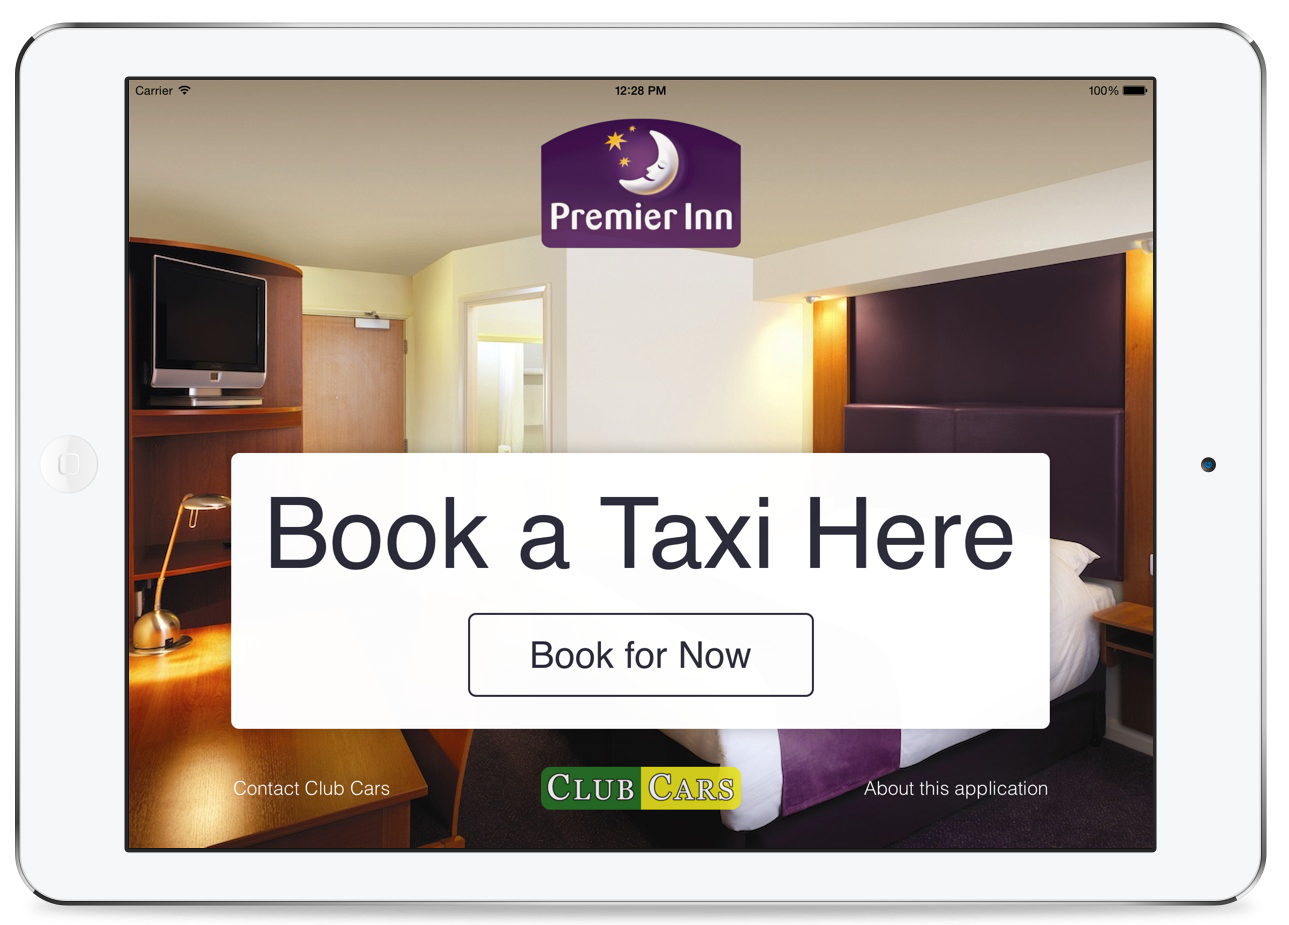 Carrier
12:28 PM
100%
Premier Inn
Book a Taxi Here
Book for Now
Contact Club Cars
CLUB CARS
About this application